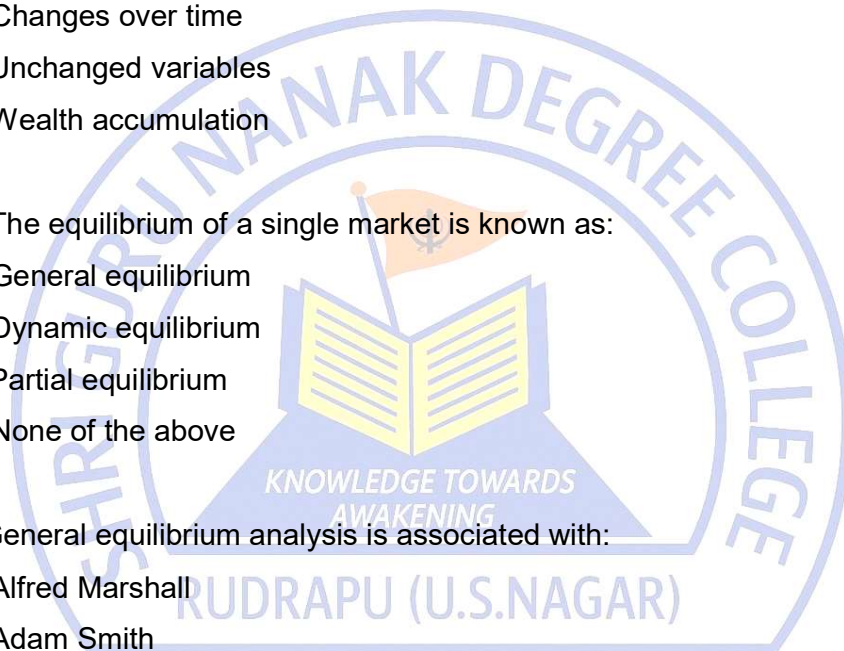 Changes over time
Unchanged variables
Wealth accumulation
The equilibrium of a single market is known as:
General equilibrium
Dynamic equilibrium
Partial equilibrium
None of the above
General equilibrium analysis is associated with:
Alfred Marshall
Adam Smith
SHRI GURU NANAK DEGREE COLLEGE
KNOWLEDGE TOWARDS
AWAKENING
RUDRAPU (U.S.NAGAR)